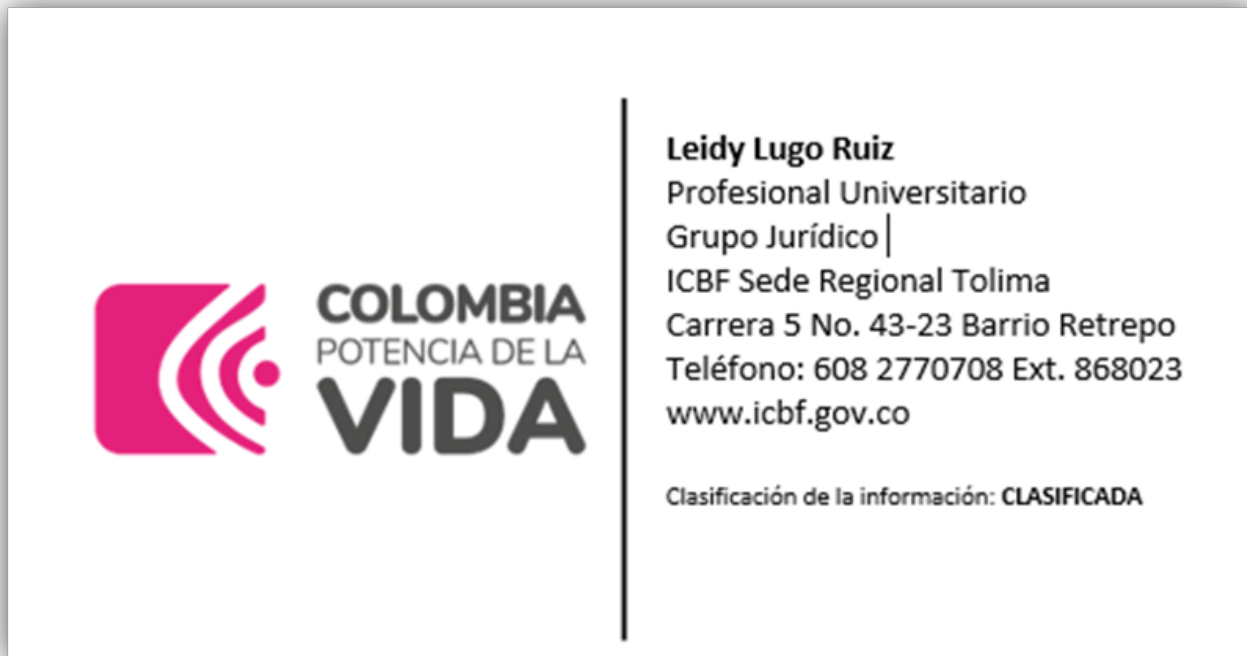 COLOMBIA
POTENCIA DE LA
VIDA
Leidy Lugo Ruiz
Profesional Universitario
Grupo Jurídico
ICBF Sede Regional Tolima
Carrera 5 No. 43-23 Barrio Retrepo
Teléfono: 608 2770708 Ext. 868023
www.icbf.gov.co
Clasificación de la información: CLASIFICADA